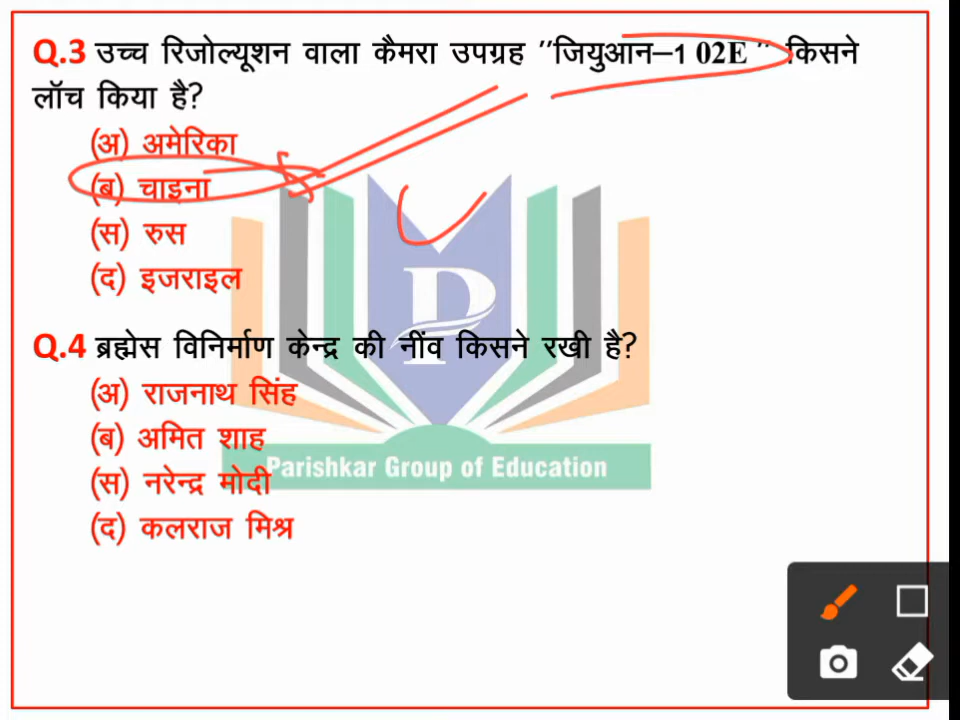 Q.3 उच्च रिजोल्यूशन वाला कैमरा उपग्रह "जियुआन–1 02E " किसने
लॉच किया है?
(अ) अमेरिका
(ब) चाइना
(स) रुस
(द) इजराइल
Q.4 ब्रह्मेस विनिर्माण केन्द्र की नींव किसने रखी है?
(अ) राजनाथ सिंह
(ब) अमित शाह
(स) नरेन्द्र मोदी
(द) कलराज मिश्र
P
Parishkar Group of Education